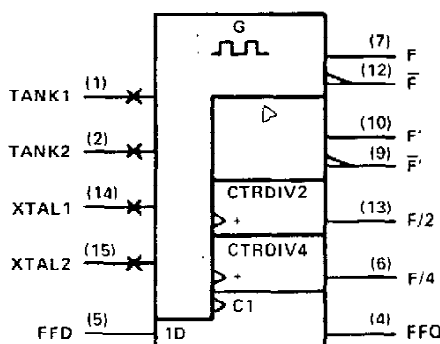 G
(7) F
(12) F̅
TANK1 (1)
(10) F'
TANK2 (2)
(9) F̅'
XTAL1 (14)
CTRDIV2
+
(13) F/2
XTAL2 (15)
CTRDIV4
+
(6) F/4
C1
FFD (5)
1D
(4) FFQ